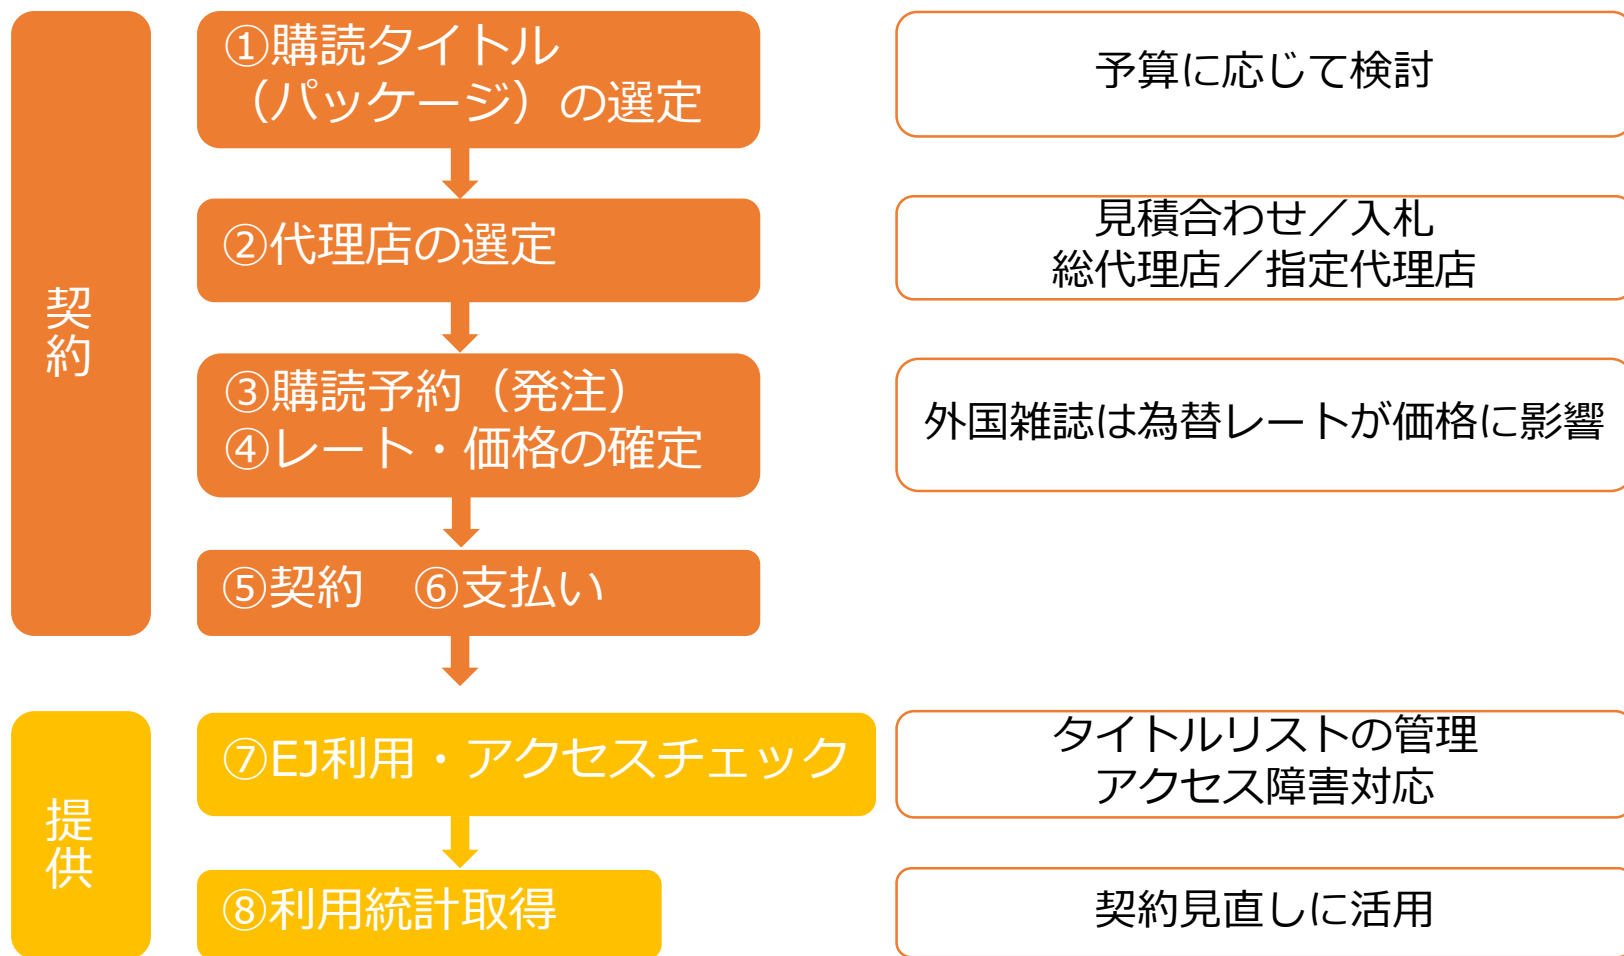 契約
①購読タイトル
（パッケージ）の選定
予算に応じて検討
②代理店の選定
見積合わせ／入札
総代理店／指定代理店
③購読予約（発注）
④レート・価格の確定
外国雑誌は為替レートが価格に影響
⑤契約　⑥支払い
提供
⑦EJ利用・アクセスチェック
タイトルリストの管理
アクセス障害対応
⑧利用統計取得
契約見直しに活用